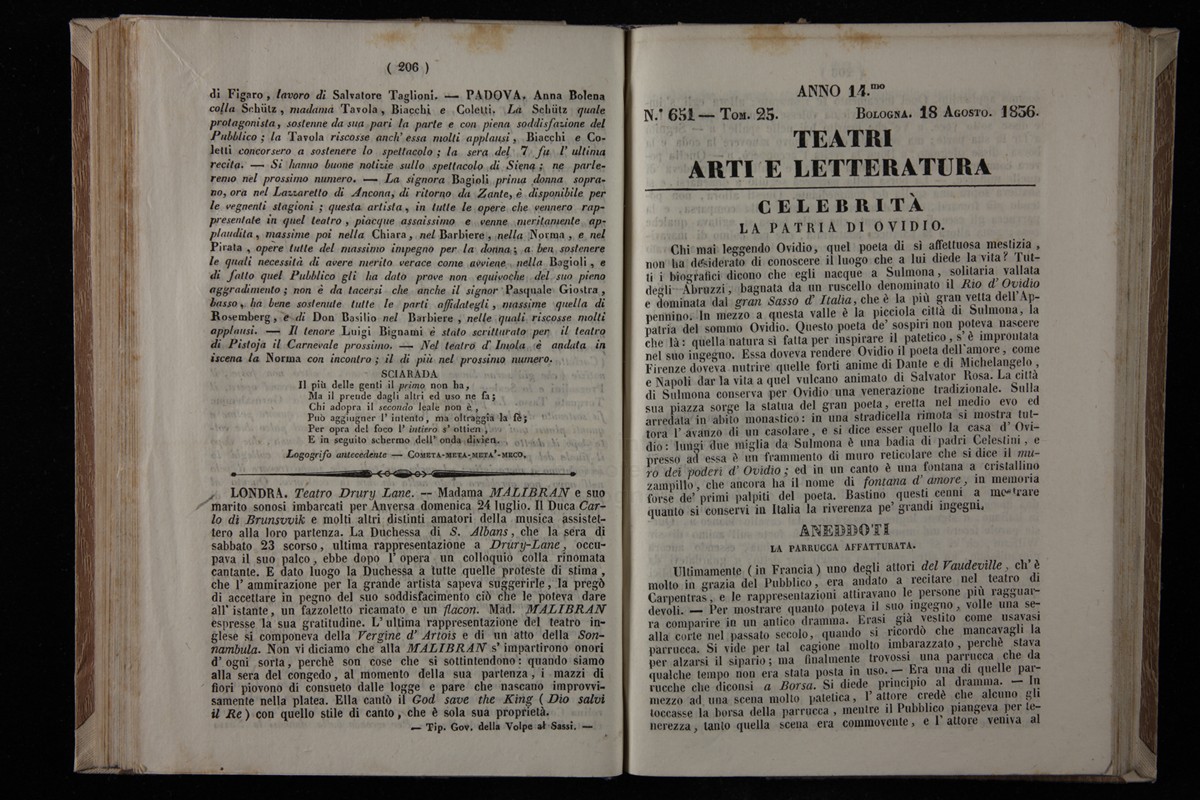 ( 206 )
di Figaro , lavoro di Salvatore Taglioni. — PADOVA. Anna Bolena
colla Schütz , madama Tavola , Biacchi e Coletti. La Schütz quale
protagonista , sostenne da sua pari la parte e con piena soddisfazione del
Pubblico ; la Tavola riscosse anch' essa molti applausi , Biacchi e Co-
letti concorsero a sostenere lo spettacolo ; la sera del 7 fu l' ultima
recita. — Si hanno buone notizie sullo spettacolo di Siena ; ne parle-
remo nel prossimo numero. — La signora Bagioli prima donna sopra-
no, ora nel Lazzaretto di Ancona, di ritorno da Zante, è disponibile per
le vegnenti stagioni ; questa artista , in tutte le opere che vennero rap-
presentate in quel teatro , piacque assaissimo e venne meritamente ap-
plaudita , massime poi nella Chiara, nel Barbiere , nella Norma , e nel
Pirata , opere tutte del massimo impegno per la donna ; a ben sostenere
le quali necessità di avere merito verace come avviene nella Bagioli , e
di fatto quel Pubblico gli ha dato prove non equivoche del suo pieno
aggradimento ; non è da tacersi che anche il signor Pasquale Giostra ,
basso , ha bene sostenute tutte le parti affidategli , massime quella di
Rosemberg , e di Don Basilio nel Barbiere , nelle quali riscosse molti
applausi. — Il tenore Luigi Bignami è stato scritturato per il teatro
di Pistoja il Carnevale prossimo. — Nel teatro d' Imola è andata in
iscena la Norma con incontro ; il di più nel prossimo numero.
SCIARADA
Il più delle genti il primo non ha,
Ma il prende dagli altri ed uso ne fa;
Chi adopra il secondo leale non è ,
Può aggiugner l' intento, ma oltraggia la fè;
Per opra del foco l' intiero s' ottien ,
E in seguito schermo dell' onda divien.
Logogrifo antecedente — COMETA-META-META'-MECO.
LONDRA. Teatro Drury Lane. — Madama MALIBRAN e suo
marito sonosi imbarcati per Anversa domenica 24 luglio. Il Duca Car-
lo di Brunsvvik e molti altri distinti amatori della musica assistet-
tero alla loro partenza. La Duchessa di S. Albans , che la sera di
sabbato 23 scorso, ultima rappresentazione a Drury-Lane , occu-
pava il suo palco , ebbe dopo l' opera un colloquio colla rinomata
cantante. E dato luogo la Duchessa a tutte quelle proteste di stima ,
che l' ammirazione per la grande artista sapeva suggerirle , la pregò
di accettare in pegno del suo soddisfacimento ciò che le poteva dare
all' istante , un fazzoletto ricamato e un flacon. Mad. MALIBRAN
espresse la sua gratitudine. L' ultima rappresentazione del teatro in-
glese si componeva della Vergine d' Artois e di un atto della Son-
nambula. Non vi diciamo che alla MALIBRAN s' impartirono onori
d' ogni sorta, perchè son cose che si sottintendono: quando siamo
alla sera del congedo, al momento della sua partenza , i mazzi di
fiori piovono di consueto dalle logge e pare che nascano improvvi-
samente nella platea. Ella cantò il God save the King ( Dio salvi
il Re ) con quello stile di canto , che è sola sua proprietà.
— Tip. Gov. della Volpe al Sassi. —
ANNO 14.mo
N.° 651 — TOM. 25. BOLOGNA. 18 AGOSTO. 1836.
TEATRI
ARTI E LETTERATURA
CELEBRITÀ
LA PATRIA DI OVIDIO.
Chi mai leggendo Ovidio, quel poeta di si affettuosa mestizia ,
non ha desiderato di conoscere il luogo che a lui diede la vita? Tut-
ti i biografici dicono che egli nacque a Sulmona, solitaria vallata
degli Abruzzi, bagnata da un ruscello denominato il Rio d' Ovidio
e dominata dal gran Sasso d' Italia, che è la più gran vetta dell'Ap-
pennino. In mezzo a questa valle è la picciola città di Sulmona, la
patria del sommo Ovidio. Questo poeta de' sospiri non poteva nascere
che là: quella natura sì fatta per inspirare il patetico , s' è improntata
nel suo ingegno. Essa doveva rendere Ovidio il poeta dell'amore , come
Firenze doveva nutrire quelle forti anime di Dante e di Michelangelo ,
e Napoli dar la vita a quel vulcano animato di Salvator Rosa. La città
di Sulmona conserva per Ovidio una venerazione tradizionale. Sulla
sua piazza sorge la statua del gran poeta, eretta nel medio evo ed
arredata in abito monastico: in una stradicella rimota si mostra tut-
tora l' avanzo di un casolare , e si dice esser quello la casa d' Ovi-
dio: lungi due miglia da Sulmona è una badia di padri Celestini , e
presso ad essa è un frammento di muro reticolare che si dice il mu-
ro dei poderi d' Ovidio ; ed in un canto è una fontana a cristallino
zampillo , che ancora ha il nome di fontana d' amore, in memoria
forse de' primi palpiti del poeta. Bastino questi cenni a mostrare
quanto si conservi in Italia la riverenza pe' grandi ingegni.
ANEDDOTI
LA PARRUCCA AFFATTURATA.
Ultimamente ( in Francia ) uno degli attori del Vaudeville , ch' è
molto in grazia del Pubblico , era andato a recitare nel teatro di
Carpentras , e le rappresentazioni attiravano le persone più ragguar-
devoli. — Per mostrare quanto poteva il suo ingegno , volle una se-
ra comparire in un antico dramma. Erasi già vestito come usavasi
alla corte nel passato secolo , quando si ricordò che mancavagli la
parrucca. Si vide per tal cagione molto imbarazzato , perchè stava
per alzarsi il sipario ; ma finalmente trovossi una parrucca che da
qualche tempo non era stata posta in uso. — Era una di quelle par-
rucche che diconsi a Borsa. Si diede principio al dramma. — In
mezzo ad una scena molto patetica , l' attore credè che alcuno gli
toccasse la borsa della parrucca , mentre il Pubblico piangeva per te-
nerezza , tanto quella scena era commovente , e l' attore veniva al